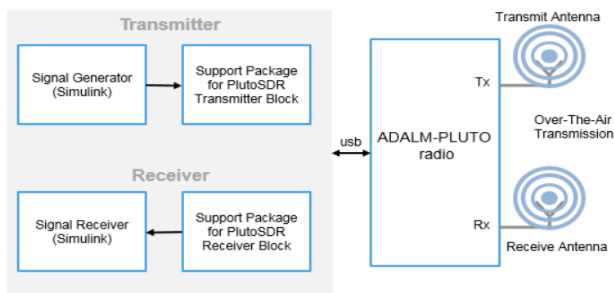 Transmitter
Signal Generator
(Simulink)
Support Package
for PlutoSDR
Transmitter Block
Receiver
Signal Receiver
(Simulink)
Support Package
for PlutoSDR
Receiver Block
usb
ADALM-PLUTO
radio
Tx
Rx
Transmit Antenna
Over-The-Air
Transmission
Receive Antenna